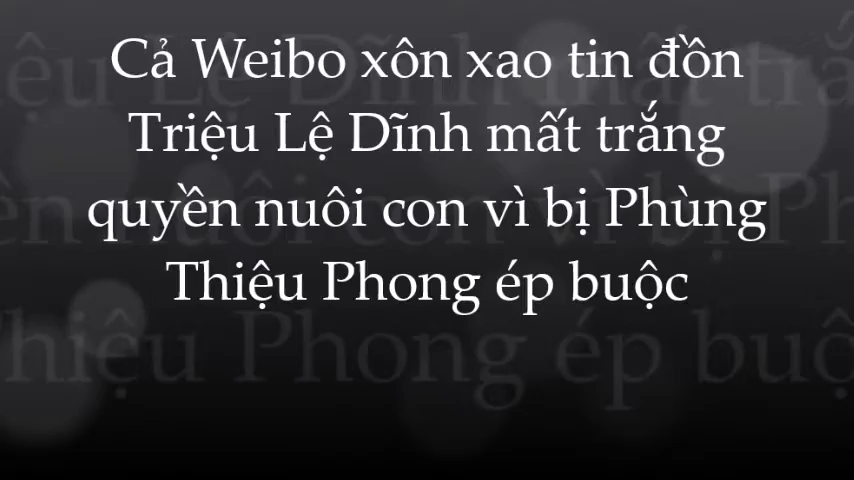 Cả Weibo xôn xao tin đồn
Triệu Lệ Dĩnh mất trắng
quyền nuôi con vì bị Phùng
Thiệu Phong ép buộc